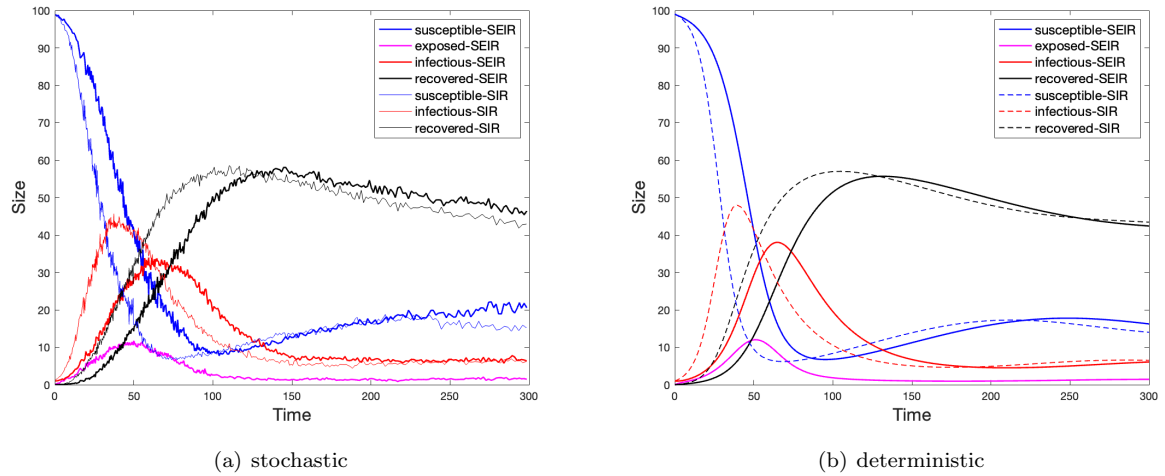 100
90
80
70
60
50
40
30
20
10
0
Size
0 50 100 150 200 250 300
Time
susceptible-SEIR
exposed-SEIR
infectious-SEIR
recovered-SEIR
susceptible-SIR
infectious-SIR
recovered-SIR
(a) stochastic
100
90
80
70
60
50
40
30
20
10
0
Size
0 50 100 150 200 250 300
Time
susceptible-SEIR
exposed-SEIR
infectious-SEIR
recovered-SEIR
susceptible-SIR
infectious-SIR
recovered-SIR
(b) deterministic